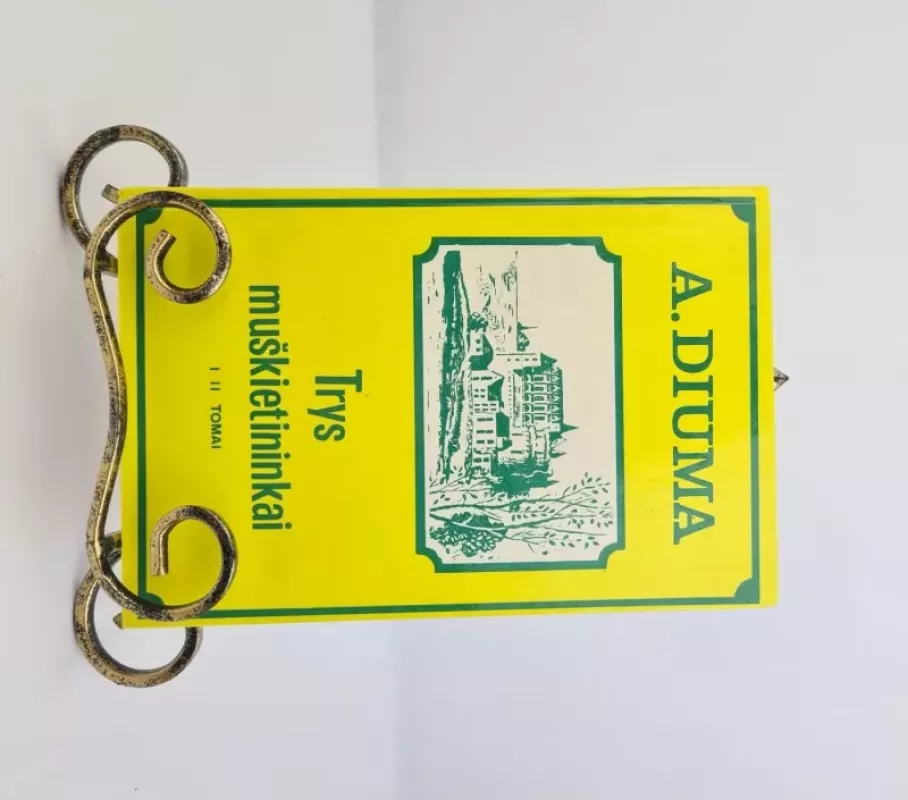 A. DIUMA
Trys
muškietininkai
I II TOMAI